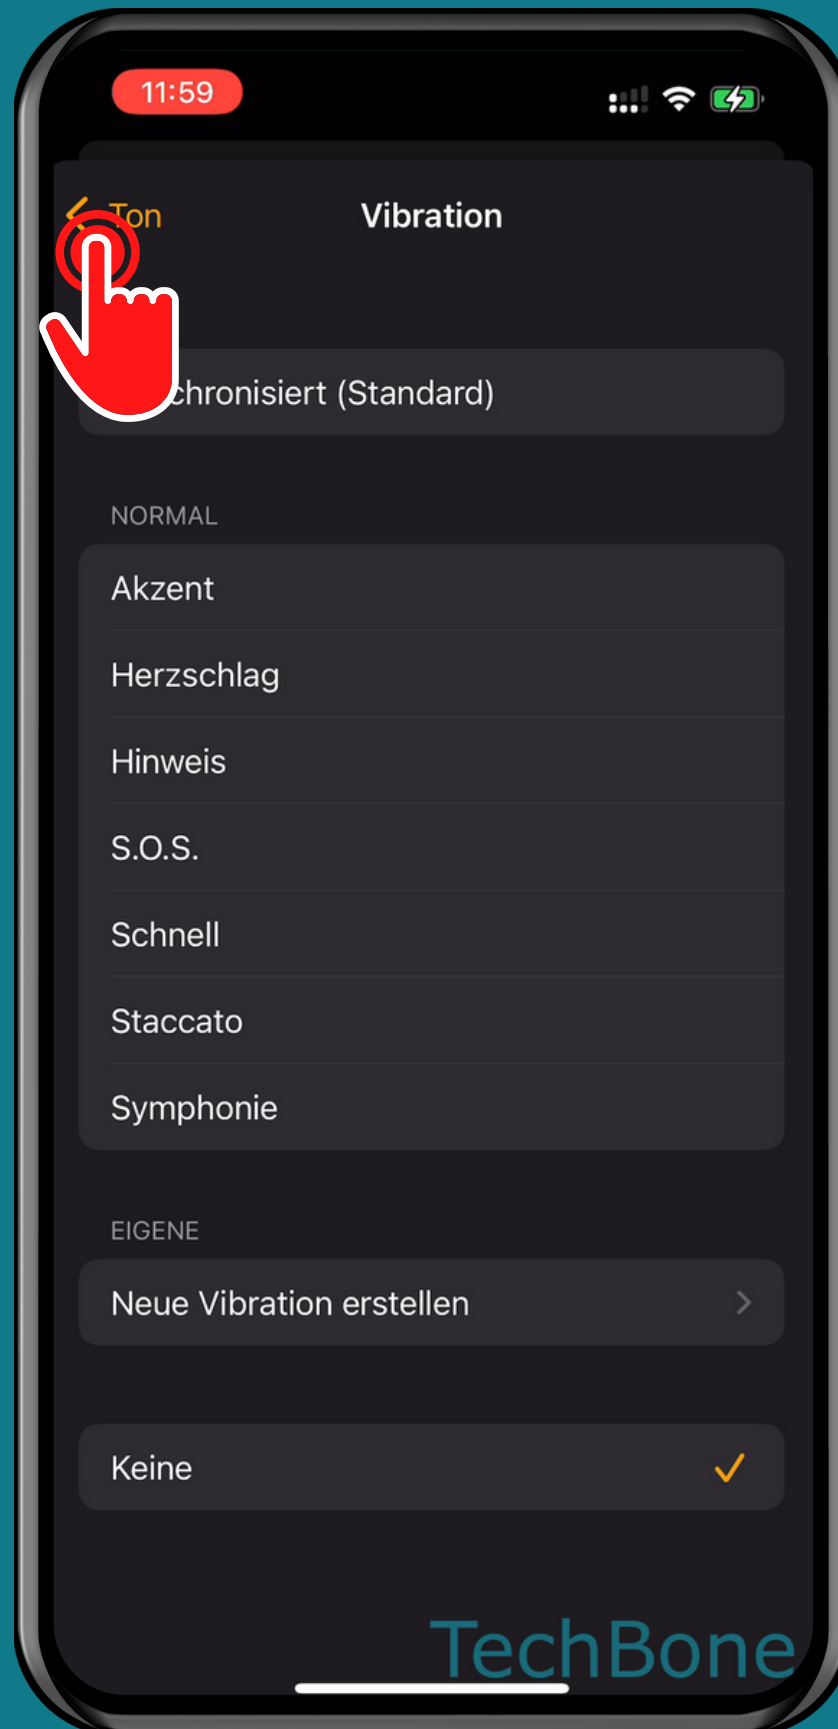 11:59
Ton
Vibration
chronisiert (Standard)
NORMAL
Akzent
Herzschlag
Hinweis
S.O.S.
Schnell
Staccato
Symphonie
EIGENE
Neue Vibration erstellen
Keine
TechBone